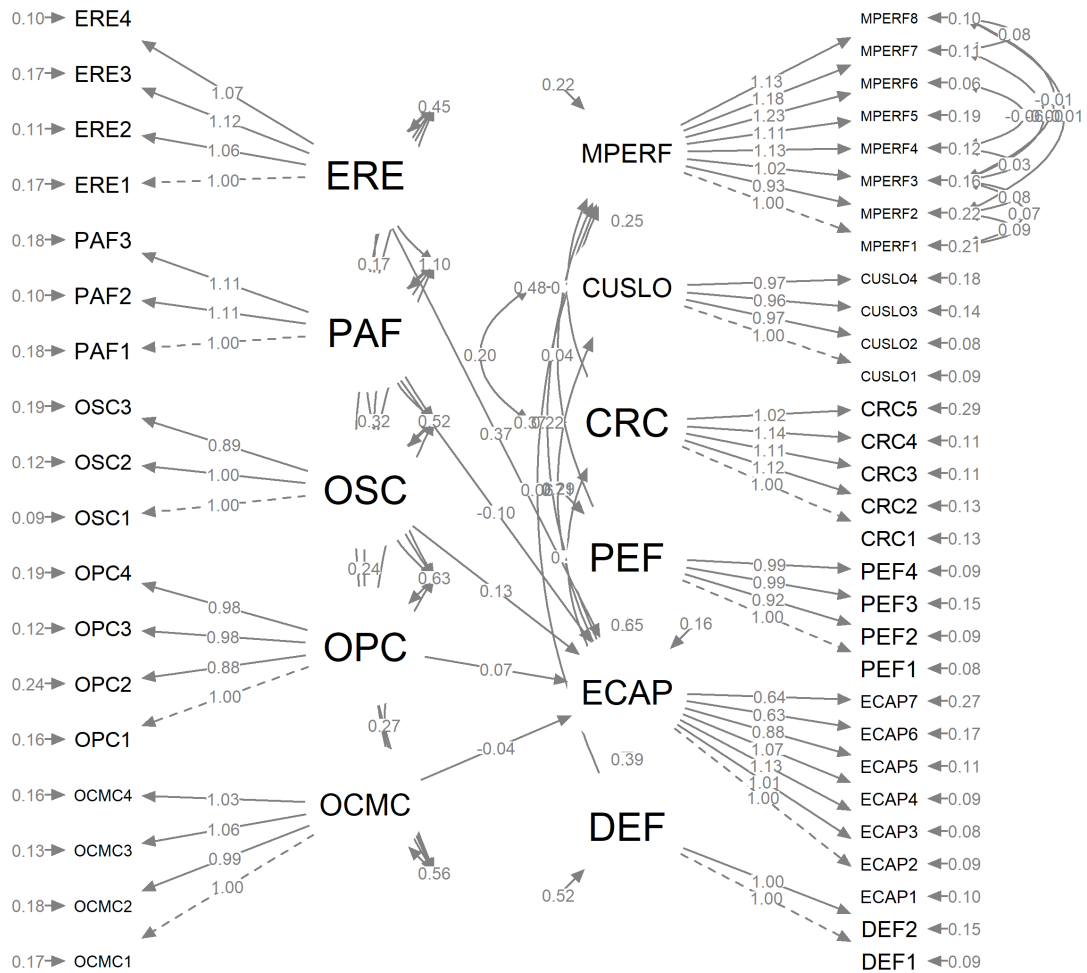 0.10 ERE4
0.17 ERE3
0.11 ERE2
0.17 ERE1
0.18 PAF3
0.10 PAF2
0.18 PAF1
0.19 OSC3
0.12 OSC2
0.09 OSC1
0.19 OPC4
0.12 OPC3
0.24 OPC2
0.16 OPC1
0.16 OCMC4
0.13 OCMC3
0.18 OCMC2
0.17 OCMC1
1.07
1.12
1.06
1.00
1.11
1.11
1.00
0.89
1.00
1.00
0.98
0.98
0.88
1.00
1.03
1.06
0.99
1.00
ERE
PAF
OSC
OPC
OCMC
0.45
0.17
1.10
0.32
0.52
0.24
0.63
0.27
0.56
0.20
0.37
-0.10
0.13
0.07
-0.04
0.48
0.04
0.22
0.25
0.65
0.16
0.39
0.52
0.22
MPERF
CUSLO
CRC
PEF
ECAP
DEF
1.13
1.18
1.23
1.11
1.13
1.02
0.93
1.00
0.97
0.96
0.97
1.00
1.02
1.14
1.11
1.12
1.00
0.99
0.99
0.92
1.00
0.64
0.63
0.88
1.07
1.13
1.01
1.00
1.00
1.00
MPERF8 0.10
MPERF7 0.11
MPERF6 0.06
MPERF5 0.19
MPERF4 0.12
MPERF3 0.16
MPERF2 0.22
MPERF1 0.21
CUSLO4 0.18
CUSLO3 0.14
CUSLO2 0.08
CUSLO1 0.09
CRC5 0.29
CRC4 0.11
CRC3 0.11
CRC2 0.13
CRC1 0.13
PEF4 0.09
PEF3 0.15
PEF2 0.09
PEF1 0.08
ECAP7 0.27
ECAP6 0.17
ECAP5 0.11
ECAP4 0.09
ECAP3 0.08
ECAP2 0.09
ECAP1 0.10
DEF2 0.15
DEF1 0.09
0.08
-0.01
0.03
0.08
0.07
0.09